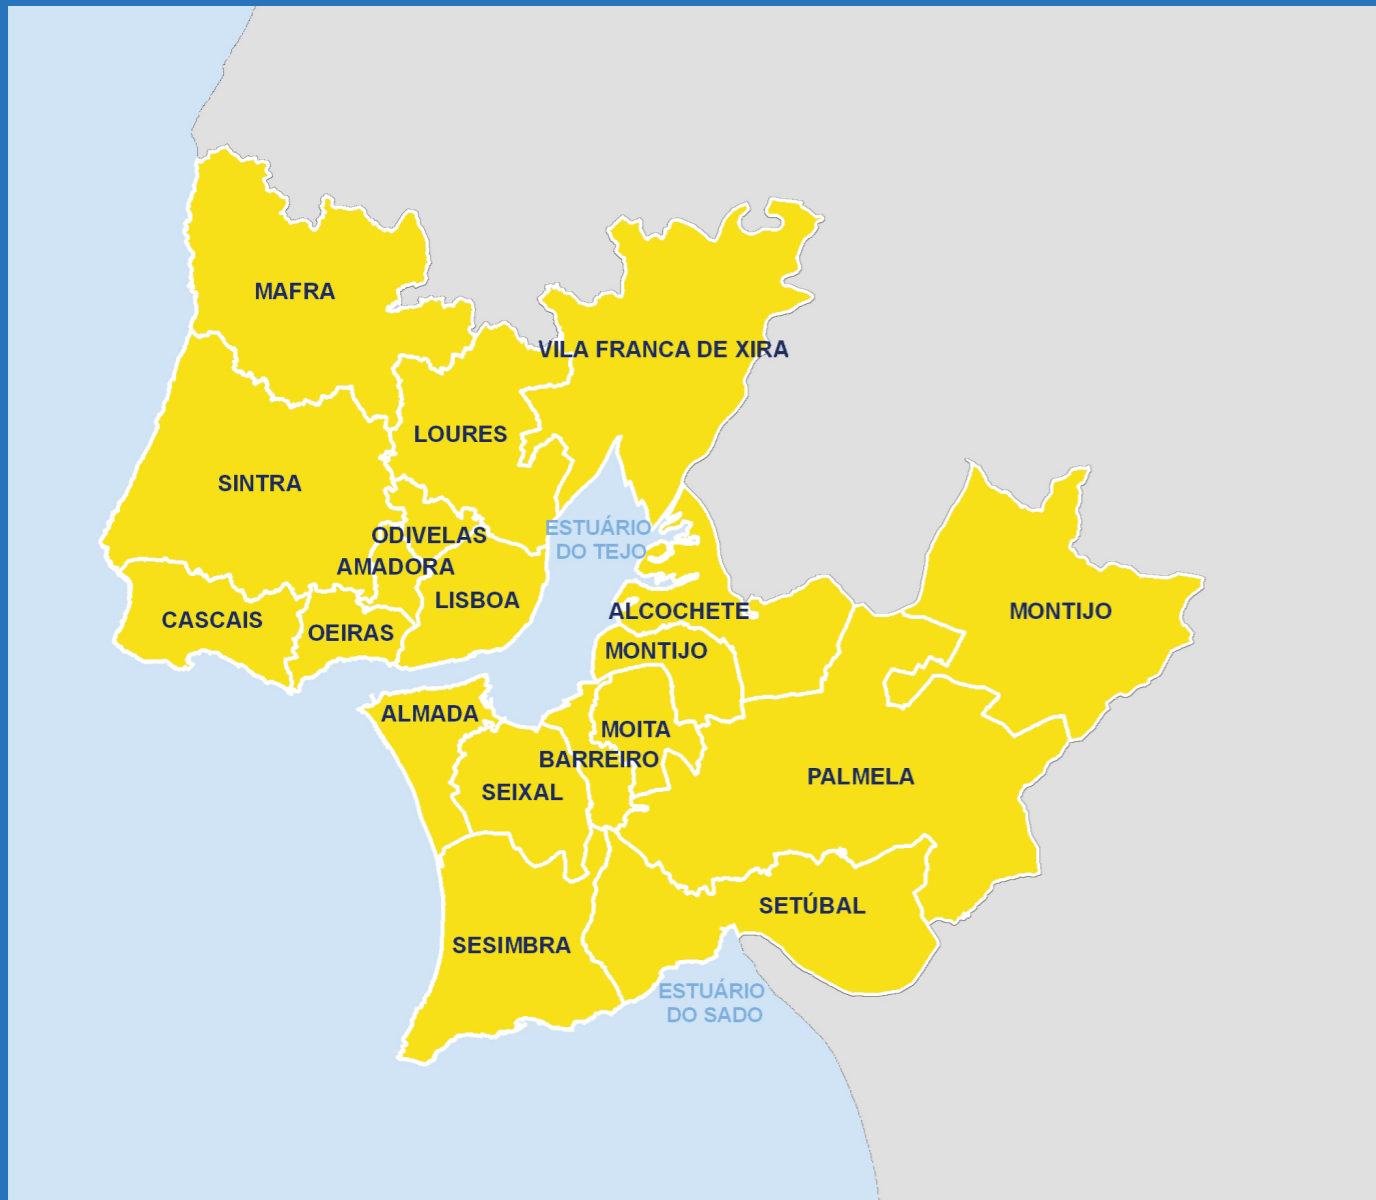 MAFRA
VILA FRANCA DE XIRA
LOURES
SINTRA
ESTUÁRIO
DO TEJO
ODIVELAS
AMADORA
LISBOA
CASCAIS
OEIRAS
ALCOCHETE
MONTIJO
MONTIJO
ALMADA
MOITA
BARREIRO
PALMELA
SEIXAL
SETÚBAL
SESIMBRA
ESTUÁRIO
DO SADO